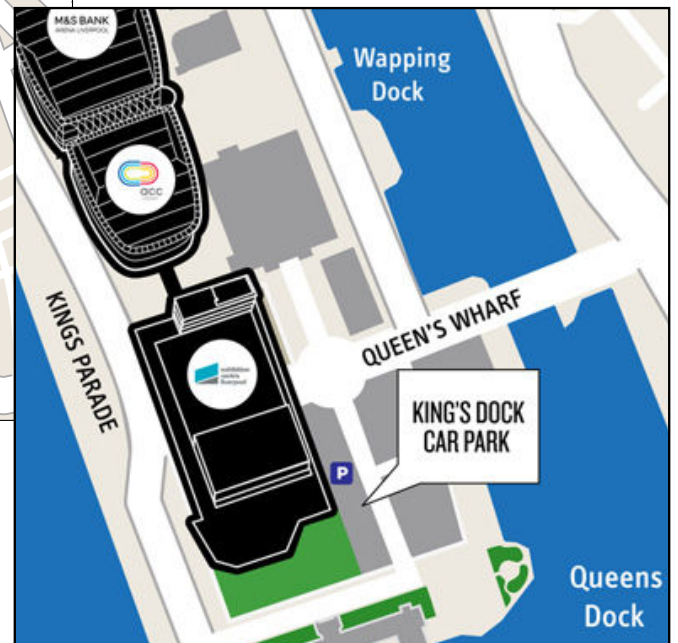 M&S BANK
ARENA LIVERPOOL
Wapping
Dock
acc
KINGS PARADE
QUEEN'S WHARF
exhibition
centre
liverpool
KING'S DOCK
CAR PARK
P
Queens
Dock